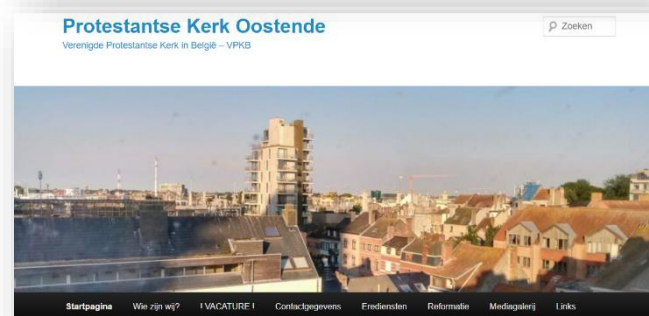 Protestantse Kerk Oostende
Zoeken
Verenigde Protestantse Kerk in België – VPKB
Startpagina Wie zijn wij? ! VACATURE ! Contactgegevens Erediensten Reformatie Mediagalerij Links